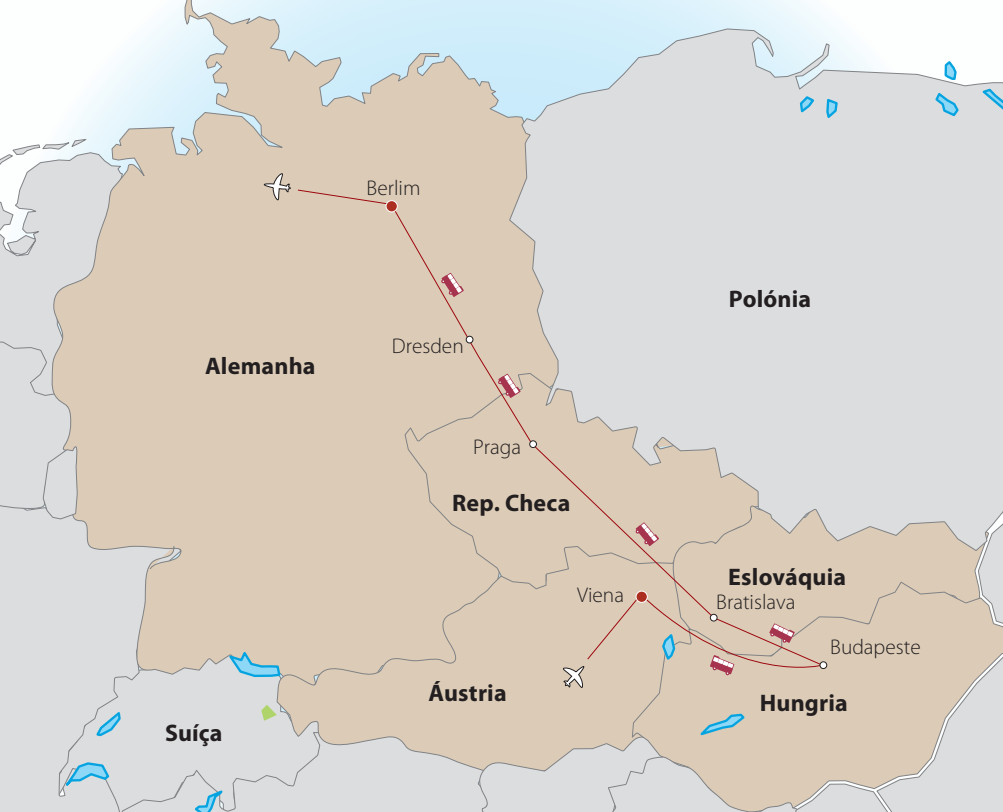 Berlim
Polónia
Dresden
Alemanha
Praga
Rep. Checa
Eslováquia
Viena
Bratislava
Budapeste
Áustria
Hungria
Suíça